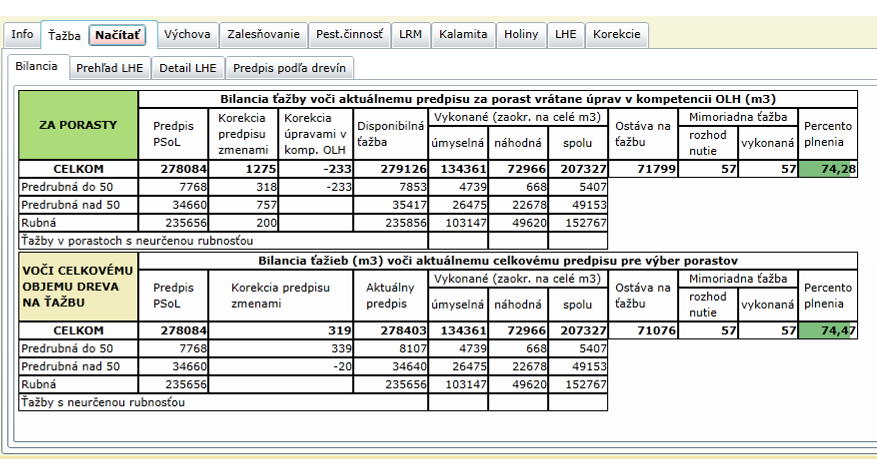 Info Ťažba Načítať Výchova Zalesňovanie Pest.činnosť LRM Kalamita Holiny LHE Korekcie
Bilancia Prehľad LHE Detail LHE Predpis podľa drevín
ZA PORASTY
Bilancia ťažby voči aktuálnemu predpisu za porast vrátane úprav v kompetencii OLH (m3)
Predpis PSoL
Korekcia predpisu zmenami
Korekcia úpravami v komp. OLH
Disponibilná ťažba
Vykonané (zaokr. na celé m3)
úmyselná náhodná spolu
Ostáva na ťažbu
Mimoriadna ťažba
rozhod nutie
vykonaná
Percento plnenia
CELKOM 278084 1275 -233 279126 134361 72966 207327 71799 57 57 74,28
Predrubná do 50 7768 318 -233 7853 4739 668 5407
Predrubná nad 50 34660 757 35417 26475 22678 49153
Rubná 235656 200 235856 103147 49620 152767
Ťažby v porastoch s neurčenou rubnosťou
VOČI CELKOVÉMU
OBJEMU DREVA
NA ŤAŽBU
Bilancia ťažieb (m3) voči aktuálnemu celkovému predpisu pre výber porastov
Predpis PSoL
Korekcia predpisu zmenami
Aktuálny predpis
Vykonané (zaokr. na celé m3)
úmyselná náhodná spolu
Ostáva na ťažbu
Mimoriadna ťažba
rozhod nutie
vykonaná
Percento plnenia
CELKOM 278084 319 278403 134361 72966 207327 71076 57 57 74,47
Predrubná do 50 7768 339 8107 4739 668 5407
Predrubná nad 50 34660 -20 34640 26475 22678 49153
Rubná 235656 235656 103147 49620 152767
Ťažby s neurčenou rubnosťou